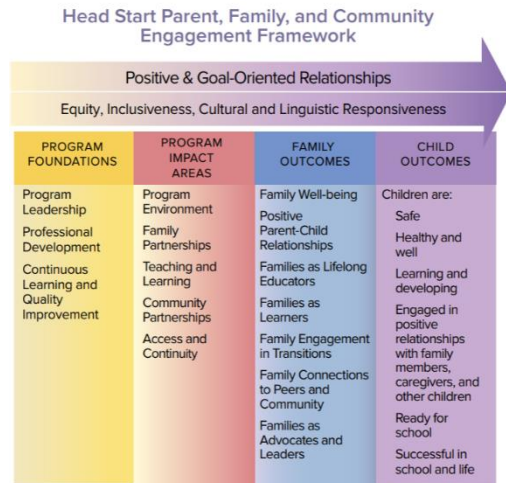 Head Start Parent, Family, and Community
Engagement Framework
Positive & Goal-Oriented Relationships
Equity, Inclusiveness, Cultural and Linguistic Responsiveness
PROGRAM
FOUNDATIONS
Program
Leadership
Professional
Development
Continuous
Learning and
Quality
Improvement
PROGRAM
IMPACT
AREAS
Program
Environment
Family
Partnerships
Teaching and
Learning
Community
Partnerships
Access and
Continuity
FAMILY
OUTCOMES
Family Well-being
Positive
Parent-Child
Relationships
Families as Lifelong
Educators
Families as
Learners
Family Engagement
in Transitions
Family Connections
to Peers and
Community
Families as
Advocates and
Leaders
CHILD
OUTCOMES
Children are:
Safe
Healthy and
well
Learning and
developing
Engaged in
positive
relationships
with family
members,
caregivers, and
other children
Ready for
school
Successful in
school and life